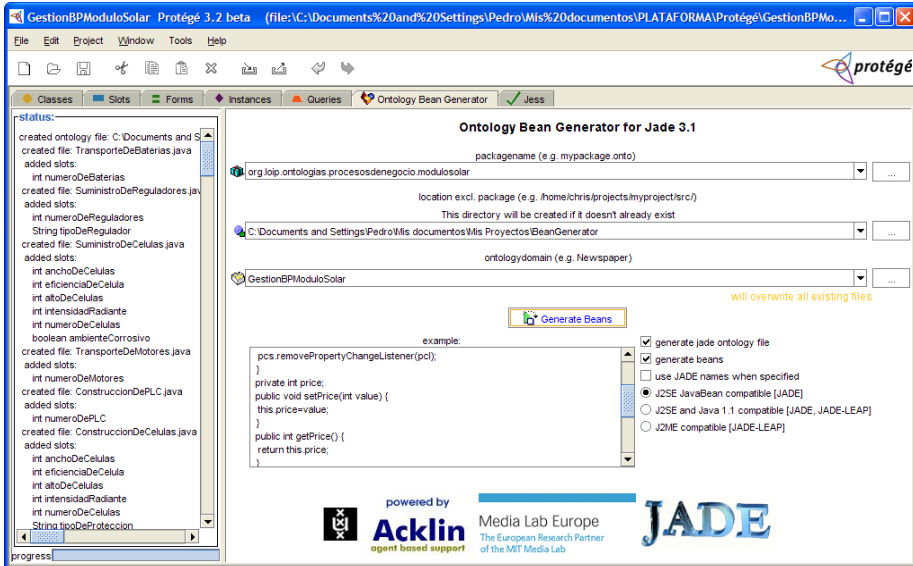 GestionBPModuloSolar Protégé 3.2 beta (file:\C:\Documents%20and%20Settings\Pedro\Mis%20documentos\PLATAFORMA\Protégé\GestionBPMo...
File Edit Project Window Tools Help
protégé
Classes Slots Forms Instances Queries Ontology Bean Generator Jess
status:
created ontology file: C:\Documents and S
created file: TransporteDeBaterias.java
added slots:
int numeroDeBaterias
created file: SuministroDeReguladores.jav
added slots:
int numeroDeReguladores
String tipoDeRegulador
created file: SuministroDeCelulas.java
added slots:
int anchoDeCelulas
int eficienciaDeCelula
int altoDeCelulas
int intensidadRadiante
int numeroDeCelulas
boolean ambienteCorrosivo
created file: TransporteDeMotores.java
added slots:
int numeroDeMotores
created file: ConstruccionDePLC.java
added slots:
int numeroDePLC
created file: ConstruccionDeCelulas.java
added slots:
int anchoDeCelulas
int eficienciaDeCelula
int altoDeCelulas
int intensidadRadiante
int numeroDeCelulas
String tipoDeProteccion
progress
Ontology Bean Generator for Jade 3.1
packagename (e.g. mypackage.onto)
org.loip.ontologias.procesosdenegocio.modulosolar
...
location excl. package (e.g. /home/chris/projects/myproject/src/)
This directory will be created if it doesn't already exist
C:\Documents and Settings\Pedro\Mis documentos\Mis Proyectos\BeanGenerator
...
ontologydomain (e.g. Newspaper)
GestionBPModuloSolar
...
will overwrite all existing files
Generate Beans
example:
pcs.removePropertyChangeListener(pcl);
}
private int price;
public void setPrice(int value) {
this.price=value;
}
public int getPrice() {
return this.price;
}
generate jade ontology file
generate beans
use JADE names when specified
J2SE JavaBean compatible [JADE]
J2SE and Java 1.1 compatible [JADE, JADE-LEAP]
J2ME compatible [JADE-LEAP]
powered by
Acklin
agent based support
Media Lab Europe
The European Research Partner
of the MIT Media Lab
JADE